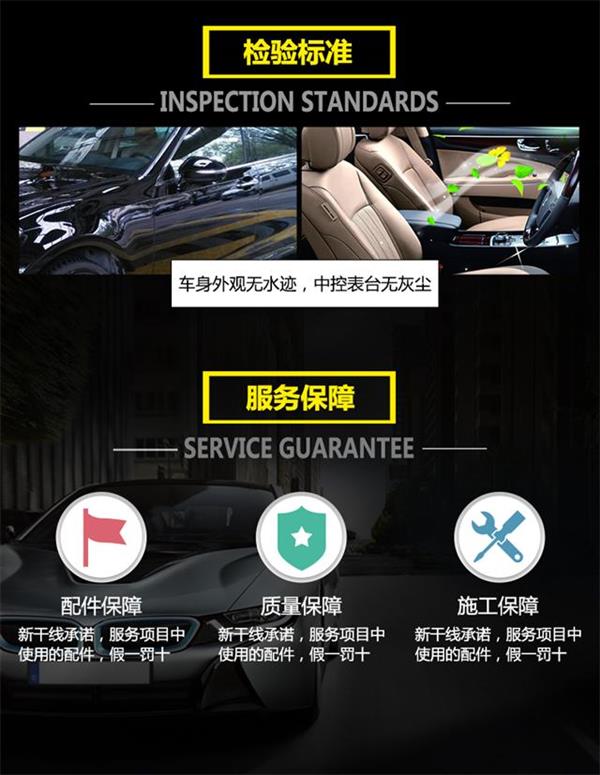 检验标准
INSPECTION STANDARDS
车身外观无水迹，中控表台无灰尘
服务保障
SERVICE GUARANTEE
配件保障
新干线承诺，服务项目中
使用的配件，假一罚十
质量保障
新干线承诺，服务项目中
使用的配件，假一罚十
施工保障
新干线承诺，服务项目中
使用的配件，假一罚十